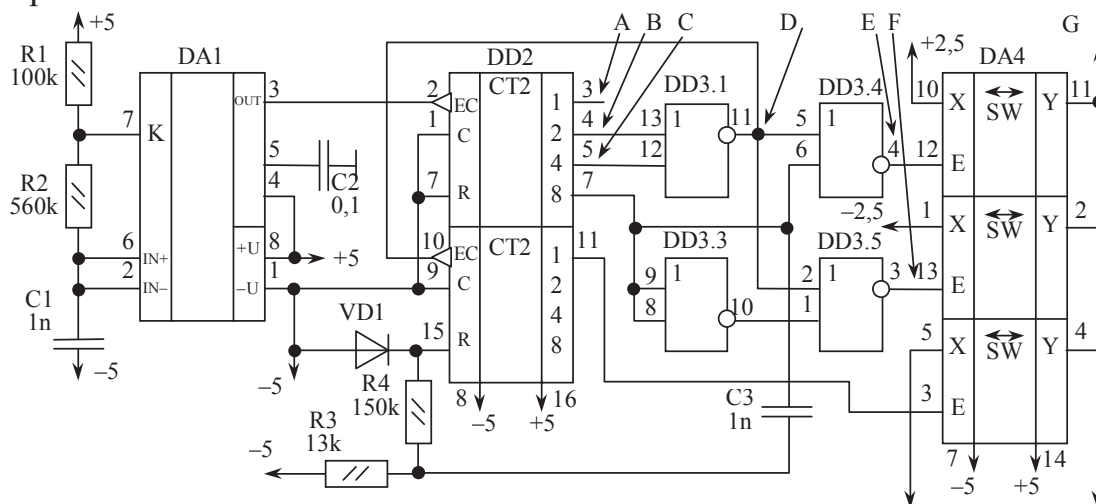 +5
R1
100k
R2
560k
C1
1n
–5
DA1
7
K
6
IN+
2
IN–
OUT
3
5
4
+U
8
–U
1
C2
0,1
+5
–5
VD1
R3
13k
–5
R4
150k
DD2
CT2
2
EC
1
C
7
R
1
3
2
4
4
5
8
7
10
EC
CT2
9
C
15
R
1
11
2
4
8
8
–5
16
+5
A
B
C
D
E
F
G
DD3.1
13
1
12
11
DD3.4
5
1
6
4
DD3.3
9
1
8
10
DD3.5
2
1
1
3
C3
1n
+2,5
–2,5
DA4
10
X
SW
Y
11
12
E
1
X
SW
Y
2
13
E
5
X
SW
Y
4
3
E
7
–5
14
+5